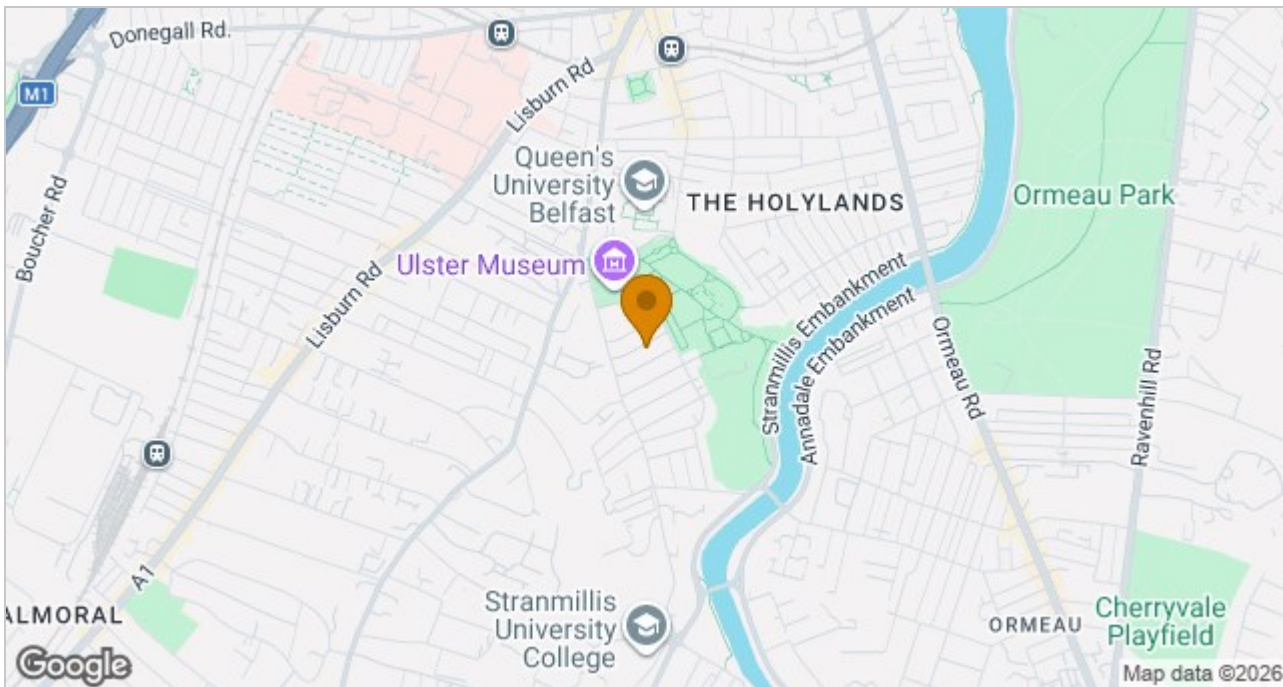 Donegall Rd.
M1
Lisburn Rd
Boucher Rd
Queen's
University
Belfast
THE HOLYLANDS
Ormeau Park
Ulster Museum
Lisburn Rd
Stranmillis Embankment
Annadale Embankment
Ormeau Rd
Ravenhill Rd
A1
ALMORAL
Stranmillis
University
College
ORMEAU
Cherryvale
Playfield
Google
Map data ©2026